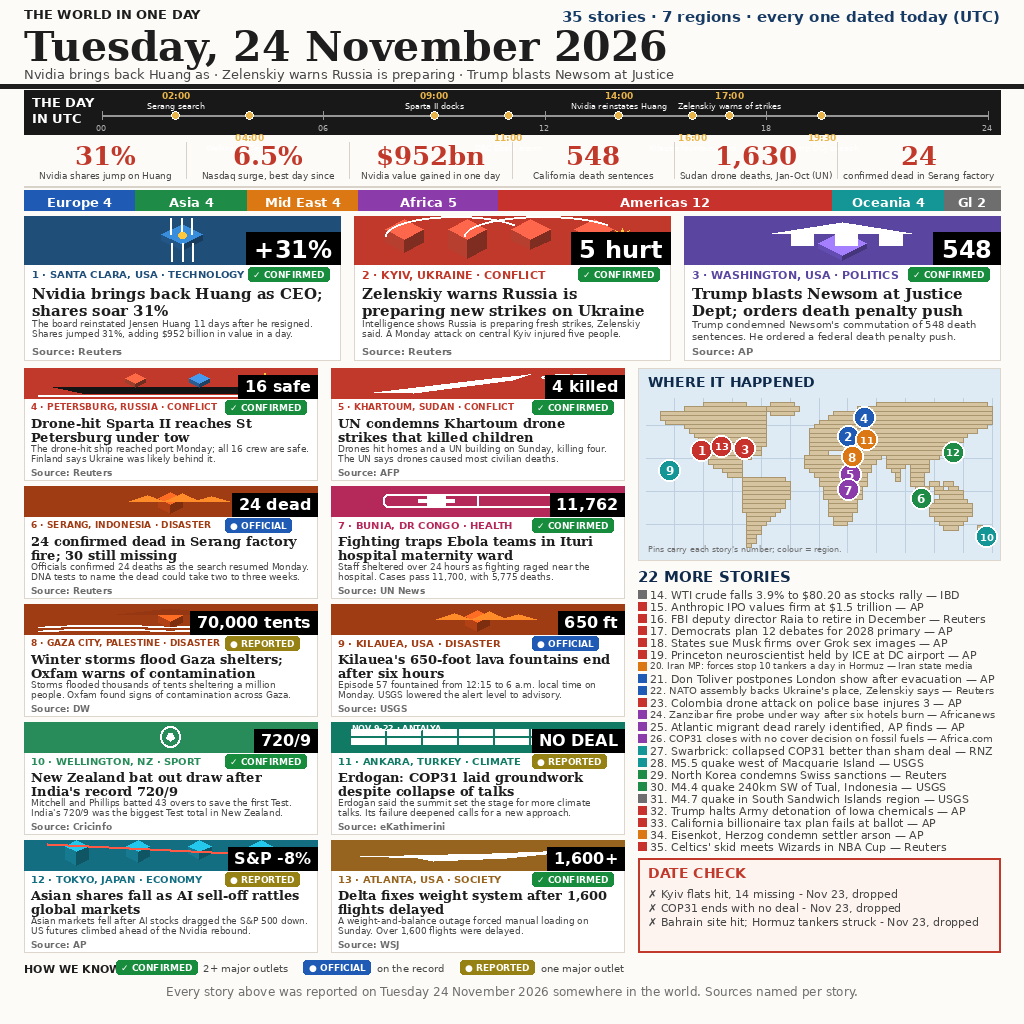 THE WORLD IN ONE DAY
35 stories · 7 regions · every one dated today (UTC)
Tuesday, 24 November 2026
Nvidia brings back Huang as · Zelenskiy warns Russia is preparing · Trump blasts Newsom at Justice
THE DAY
IN UTC
02:00
Serang search
09:00
Sparta II docks
14:00
Nvidia reinstates Huang
17:00
Zelenskiy warns of strikes
00
06
12
18
24
04:00
11:00
16:00
19:30
31%
Nvidia shares jump on Huang
6.5%
Nasdaq surge, best day since
$952bn
Nvidia value gained in one day
548
California death sentences
1,630
Sudan drone deaths, Jan-Oct (UN)
24
confirmed dead in Serang factory
Europe 4
Asia 4
Mid East 4
Africa 5
Americas 12
Oceania 4
Gl 2
+31%
1 · SANTA CLARA, USA · TECHNOLOGY
✓ CONFIRMED
Nvidia brings back Huang as CEO;
shares soar 31%
The board reinstated Jensen Huang 11 days after he resigned.
Shares jumped 31%, adding $952 billion in value in a day.
Source: Reuters
5 hurt
2 · KYIV, UKRAINE · CONFLICT
✓ CONFIRMED
Zelenskiy warns Russia is
preparing new strikes on Ukraine
Intelligence shows Russia is preparing fresh strikes, Zelenskiy
said. A Monday attack on central Kyiv injured five people.
Source: Reuters
548
3 · WASHINGTON, USA · POLITICS
✓ CONFIRMED
Trump blasts Newsom at Justice
Dept; orders death penalty push
Trump condemned Newsom's commutation of 548 death
sentences. He ordered a federal death penalty push.
Source: AP
16 safe
4 · PETERSBURG, RUSSIA · CONFLICT
✓ CONFIRMED
Drone-hit Sparta II reaches St
Petersburg under tow
The drone-hit ship reached port Monday; all 16 crew are safe.
Finland says Ukraine was likely behind it.
Source: Reuters
4 killed
5 · KHARTOUM, SUDAN · CONFLICT
✓ CONFIRMED
UN condemns Khartoum drone
strikes that killed children
Drones hit homes and a UN building on Sunday, killing four.
The UN says drones caused most civilian deaths.
Source: AFP
24 dead
6 · SERANG, INDONESIA · DISASTER
● OFFICIAL
24 confirmed dead in Serang factory
fire; 30 still missing
Officials confirmed 24 deaths as the search resumed Monday.
DNA tests to name the dead could take two to three weeks.
Source: Reuters
11,762
7 · BUNIA, DR CONGO · HEALTH
✓ CONFIRMED
Fighting traps Ebola teams in Ituri
hospital maternity ward
Staff sheltered over 24 hours as fighting raged near the
hospital. Cases pass 11,700, with 5,775 deaths.
Source: UN News
70,000 tents
8 · GAZA CITY, PALESTINE · DISASTER
● REPORTED
Winter storms flood Gaza shelters;
Oxfam warns of contamination
Storms flooded thousands of tents sheltering a million
people. Oxfam found signs of contamination across Gaza.
Source: DW
650 ft
9 · KILAUEA, USA · DISASTER
● OFFICIAL
Kilauea's 650-foot lava fountains end
after six hours
Episode 57 fountained from 12:15 to 6 a.m. local time on
Monday. USGS lowered the alert level to advisory.
Source: USGS
720/9
10 · WELLINGTON, NZ · SPORT
✓ CONFIRMED
New Zealand bat out draw after
India's record 720/9
Mitchell and Phillips batted 43 overs to save the first Test.
India's 720/9 was the biggest Test total in New Zealand.
Source: Cricinfo
NOV 9-22 · ANTALYA
NO DEAL
11 · ANKARA, TURKEY · CLIMATE
● REPORTED
Erdogan: COP31 laid groundwork
despite collapse of talks
Erdogan said the summit set the stage for more climate
talks. Its failure deepened calls for a new approach.
Source: eKathimerini
S&P -8%
12 · TOKYO, JAPAN · ECONOMY
● REPORTED
Asian shares fall as AI sell-off rattles
global markets
Asian markets fell after AI stocks dragged the S&P 500 down.
US futures climbed ahead of the Nvidia rebound.
Source: AP
1,600+
13 · ATLANTA, USA · SOCIETY
✓ CONFIRMED
Delta fixes weight system after 1,600
flights delayed
A weight-and-balance outage forced manual loading on
Sunday. Over 1,600 flights were delayed.
Source: WSJ
WHERE IT HAPPENED
4
2
11
1
13
3
8
12
9
5
7
6
10
Pins carry each story's number; colour = region.
22 MORE STORIES
14. WTI crude falls 3.9% to $80.20 as stocks rally — IBD
15. Anthropic IPO values firm at $1.5 trillion — AP
16. FBI deputy director Raia to retire in December — Reuters
17. Democrats plan 12 debates for 2028 primary — AP
18. States sue Musk firms over Grok sex images — AP
19. Princeton neuroscientist held by ICE at DC airport — AP
20. Iran MP: forces stop 10 tankers a day in Hormuz — Iran state media
21. Don Toliver postpones London show after evacuation — AP
22. NATO assembly backs Ukraine's place, Zelenskiy says — Reuters
23. Colombia drone attack on police base injures 3 — AP
24. Zanzibar fire probe under way after six hotels burn — Africanews
25. Atlantic migrant dead rarely identified, AP finds — AP
26. COP31 closes with no cover decision on fossil fuels — Africa.com
27. Swarbrick: collapsed COP31 better than sham deal — RNZ
28. M5.5 quake west of Macquarie Island — USGS
29. North Korea condemns Swiss sanctions — Reuters
30. M4.4 quake 240km SW of Tual, Indonesia — USGS
31. M4.7 quake in South Sandwich Islands region — USGS
32. Trump halts Army detonation of Iowa chemicals — AP
33. California billionaire tax plan fails at ballot — AP
34. Eisenkot, Herzog condemn settler arson — AP
35. Celtics' skid meets Wizards in NBA Cup — Reuters
DATE CHECK
✗ Kyiv flats hit, 14 missing - Nov 23, dropped
✗ COP31 ends with no deal - Nov 23, dropped
✗ Bahrain site hit; Hormuz tankers struck - Nov 23, dropped
HOW WE KNOW
✓ CONFIRMED 2+ major outlets
● OFFICIAL on the record
● REPORTED one major outlet
Every story above was reported on Tuesday 24 November 2026 somewhere in the world. Sources named per story.